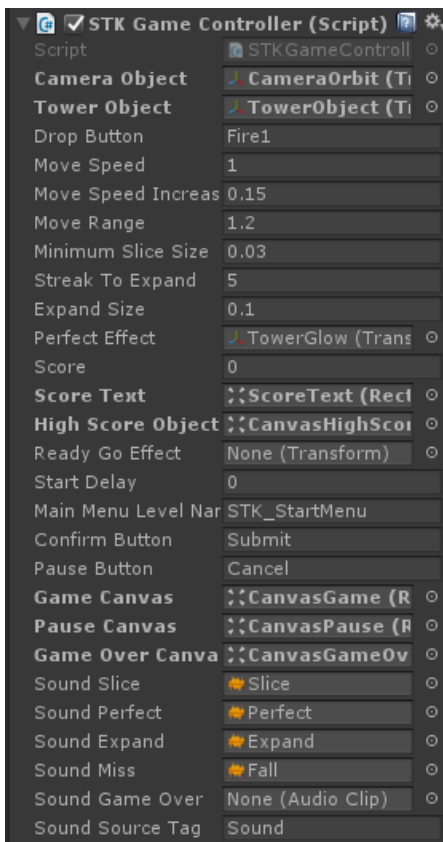 STK Game Controller (Script)
Script STKGameControll
Camera Object CameraOrbit (Tr
Tower Object TowerObject (Tr
Drop Button Fire1
Move Speed 1
Move Speed Increas 0.15
Move Range 1.2
Minimum Slice Size 0.03
Streak To Expand 5
Expand Size 0.1
Perfect Effect TowerGlow (Trans
Score 0
Score Text ScoreText (Rect
High Score Object CanvasHighScor
Ready Go Effect None (Transform)
Start Delay 0
Main Menu Level Nar STK_StartMenu
Confirm Button Submit
Pause Button Cancel
Game Canvas CanvasGame (R
Pause Canvas CanvasPause (R
Game Over Canva CanvasGameOv
Sound Slice Slice
Sound Perfect Perfect
Sound Expand Expand
Sound Miss Fall
Sound Game Over None (Audio Clip)
Sound Source Tag Sound